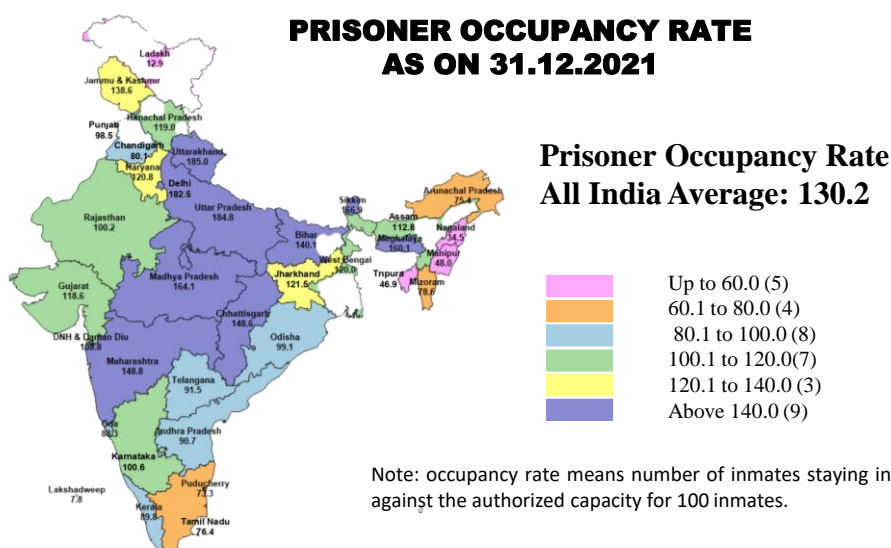 PRISONER OCCUPANCY RATE
AS ON 31.12.2021
Ladakh
12.9
Jammu & Kashmir
138.6
Himachal Pradesh
119.0
Punjab
98.5
Chandigarh
80.1
Uttarakhand
185.0
Haryana
120.8
Delhi
182.5
Prisoner Occupancy Rate
All India Average: 130.2
Arunachal Pradesh
75.4
Sikkim
166.9
Uttar Pradesh
184.8
Rajasthan
100.2
Assam
112.8
Nagaland
34.5
Meghalaya
160.1
Bihar
140.1
Manipur
48.0
West Bengal
120.0
Tripura
46.9
Mizoram
78.6
Jharkhand
121.5
Madhya Pradesh
164.1
Gujarat
118.6
Chhattisgarh
148.6
DNH & Daman Diu
108.8
Odisha
99.1
Maharashtra
148.8
Telangana
91.5
Goa
88.3
Andhra Pradesh
90.7
Karnataka
100.6
Lakshadweep
7.8
Puducherry
73.3
Kerala
89.8
Tamil Nadu
76.4
Up to 60.0 (5)
60.1 to 80.0 (4)
80.1 to 100.0 (8)
100.1 to 120.0(7)
120.1 to 140.0 (3)
Above 140.0 (9)
Note: occupancy rate means number of inmates staying in
against the authorized capacity for 100 inmates.